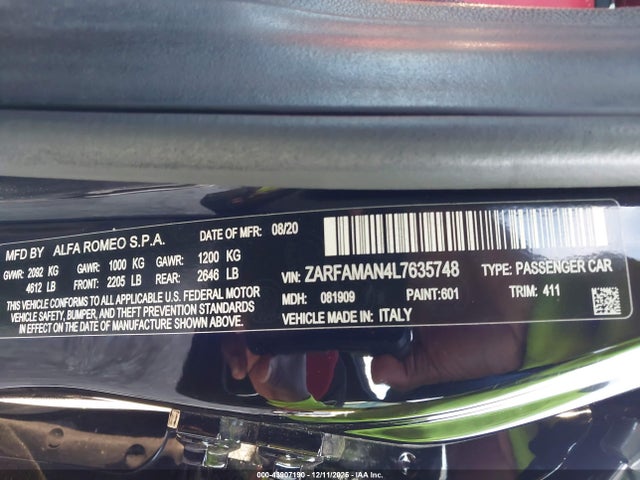 MFD BY ALFA ROMEO S.P.A. DATE OF MFR: 08/20
GVWR: 2092 KG GAWR: 1000 KG GAWR: 1200 KG
4612 LB FRONT: 2205 LB REAR: 2646 LB
THIS VEHICLE CONFORMS TO ALL APPLICABLE U.S. FEDERAL MOTOR
VEHICLE SAFETY, BUMPER, AND THEFT PREVENTION STANDARDS
IN EFFECT ON THE DATE OF MANUFACTURE SHOWN ABOVE.
VIN: ZARFAMAN4L7635748 TYPE: PASSENGER CAR
MDH: 081909 PAINT:601 TRIM: 411
VEHICLE MADE IN: ITALY
000-43907190 - 12/11/2025 - IAA Inc.